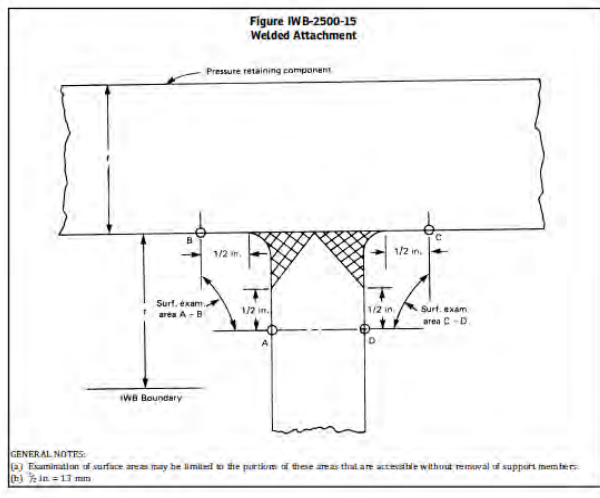 Figure IWB-2500-15
Welded Attachment
Pressure retaining component
t
B
C
1/2 in.
1/2 in.
Surf. exam.
area A - B
1/2 in.
1/2 in.
Surf. exam.
area C - D
t
A
D
IWB Boundary
GENERAL NOTES:
(a) Examination of surface areas may be limited to the portions of these areas that are accessible without removal of support members.
(b) 1/2 in. = 13 mm